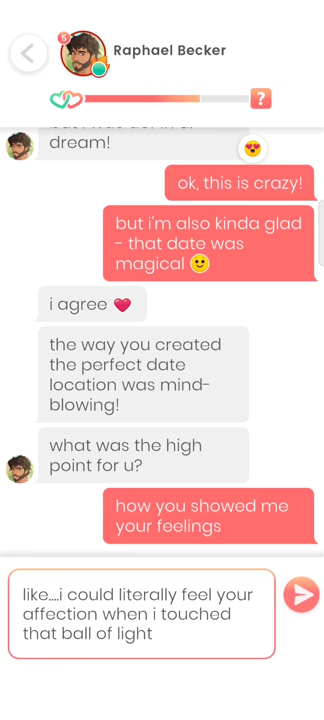 5
Raphael Becker
?
dream!
ok, this is crazy!
but i'm also kinda glad
- that date was
magical 🙂
i agree ❤️
the way you created
the perfect date
location was mind-
blowing!
what was the high
point for u?
how you showed me
your feelings
like....i could literally feel your
affection when i touched
that ball of light